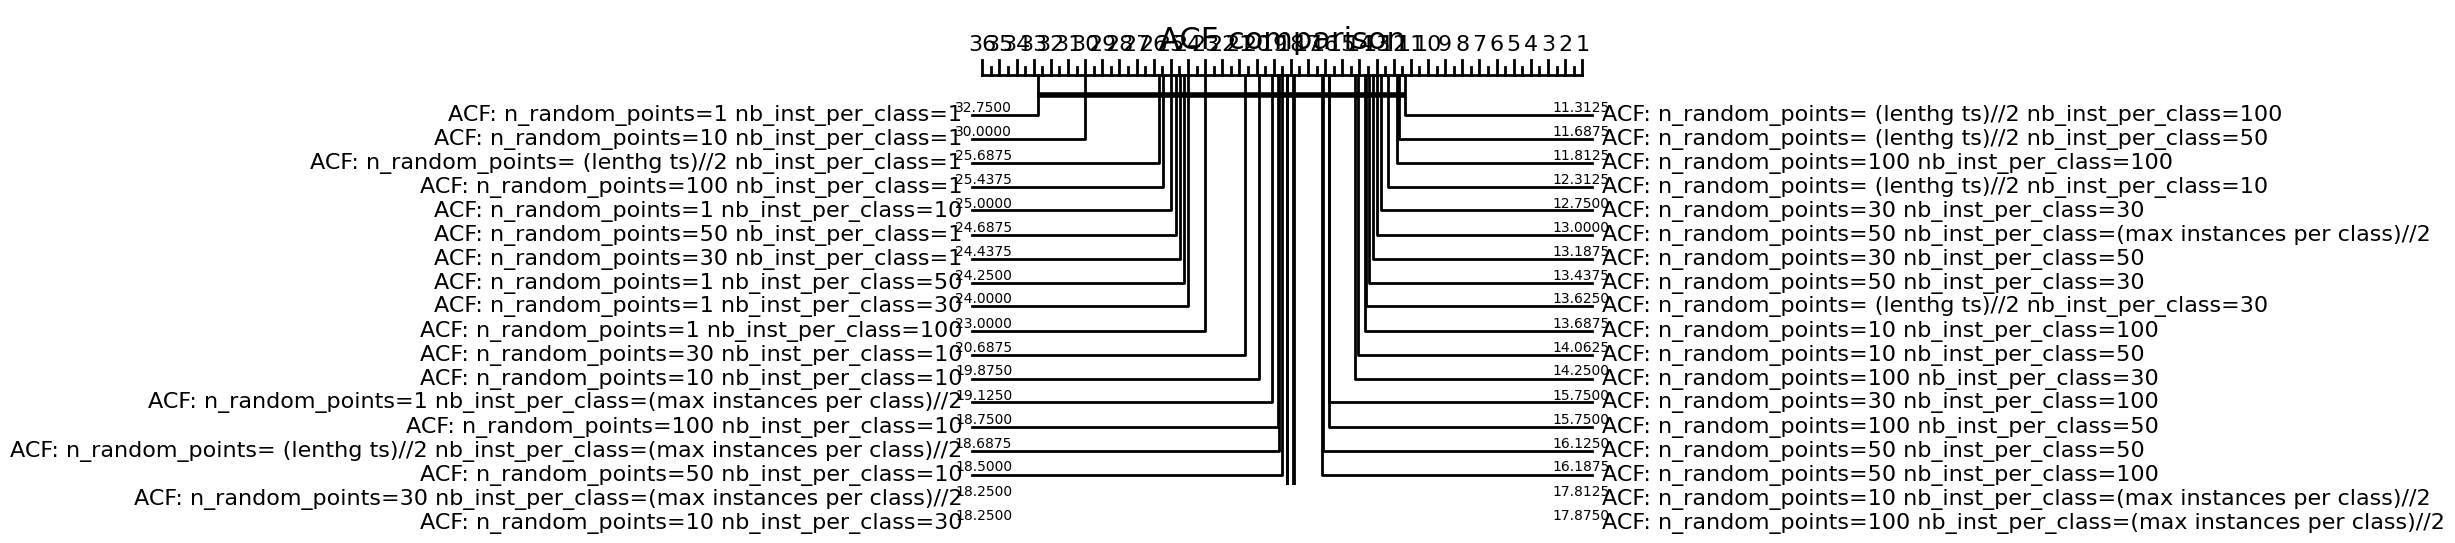 ACF comparison
36 35 34 33 32 31 30 29 28 27 26 25 24 23 22 21 20 19 18 17 16 15 14 13 12 11 10 9 8 7 6 5 4 3 2 1
ACF: n_random_points=1 nb_inst_per_class=1 32.7500 11.3125 ACF: n_random_points= (lenthg ts)//2 nb_inst_per_class=100
ACF: n_random_points=10 nb_inst_per_class=1 30.0000 11.6875 ACF: n_random_points= (lenthg ts)//2 nb_inst_per_class=50
ACF: n_random_points= (lenthg ts)//2 nb_inst_per_class=1 25.6875 11.8125 ACF: n_random_points=100 nb_inst_per_class=100
ACF: n_random_points=100 nb_inst_per_class=1 25.4375 12.3125 ACF: n_random_points= (lenthg ts)//2 nb_inst_per_class=10
ACF: n_random_points=1 nb_inst_per_class=10 25.0000 12.7500 ACF: n_random_points=30 nb_inst_per_class=30
ACF: n_random_points=50 nb_inst_per_class=1 24.6875 13.0000 ACF: n_random_points=50 nb_inst_per_class=(max instances per class)//2
ACF: n_random_points=30 nb_inst_per_class=1 24.4375 13.1875 ACF: n_random_points=30 nb_inst_per_class=50
ACF: n_random_points=1 nb_inst_per_class=50 24.2500 13.4375 ACF: n_random_points=50 nb_inst_per_class=30
ACF: n_random_points=1 nb_inst_per_class=30 24.0000 13.6250 ACF: n_random_points= (lenthg ts)//2 nb_inst_per_class=30
ACF: n_random_points=1 nb_inst_per_class=100 23.0000 13.6875 ACF: n_random_points=10 nb_inst_per_class=100
ACF: n_random_points=30 nb_inst_per_class=10 20.6875 14.0625 ACF: n_random_points=10 nb_inst_per_class=50
ACF: n_random_points=10 nb_inst_per_class=10 19.8750 14.2500 ACF: n_random_points=100 nb_inst_per_class=30
ACF: n_random_points=1 nb_inst_per_class=(max instances per class)//2 19.1250 15.7500 ACF: n_random_points=30 nb_inst_per_class=100
ACF: n_random_points=100 nb_inst_per_class=10 18.7500 15.7500 ACF: n_random_points=100 nb_inst_per_class=50
ACF: n_random_points= (lenthg ts)//2 nb_inst_per_class=(max instances per class)//2 18.6875 16.1250 ACF: n_random_points=50 nb_inst_per_class=50
ACF: n_random_points=50 nb_inst_per_class=10 18.5000 16.1875 ACF: n_random_points=50 nb_inst_per_class=100
ACF: n_random_points=30 nb_inst_per_class=(max instances per class)//2 18.2500 17.8125 ACF: n_random_points=10 nb_inst_per_class=(max instances per class)//2
ACF: n_random_points=10 nb_inst_per_class=30 18.2500 17.8750 ACF: n_random_points=100 nb_inst_per_class=(max instances per class)//2